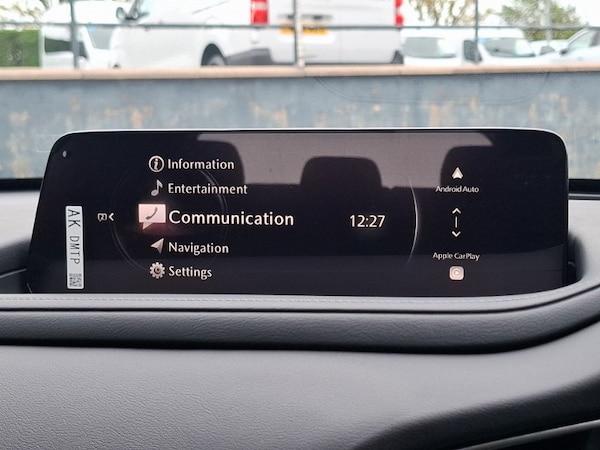 Information
Entertainment
Communication
Navigation
Settings
12:27
Android Auto
Apple CarPlay
AK DMTP